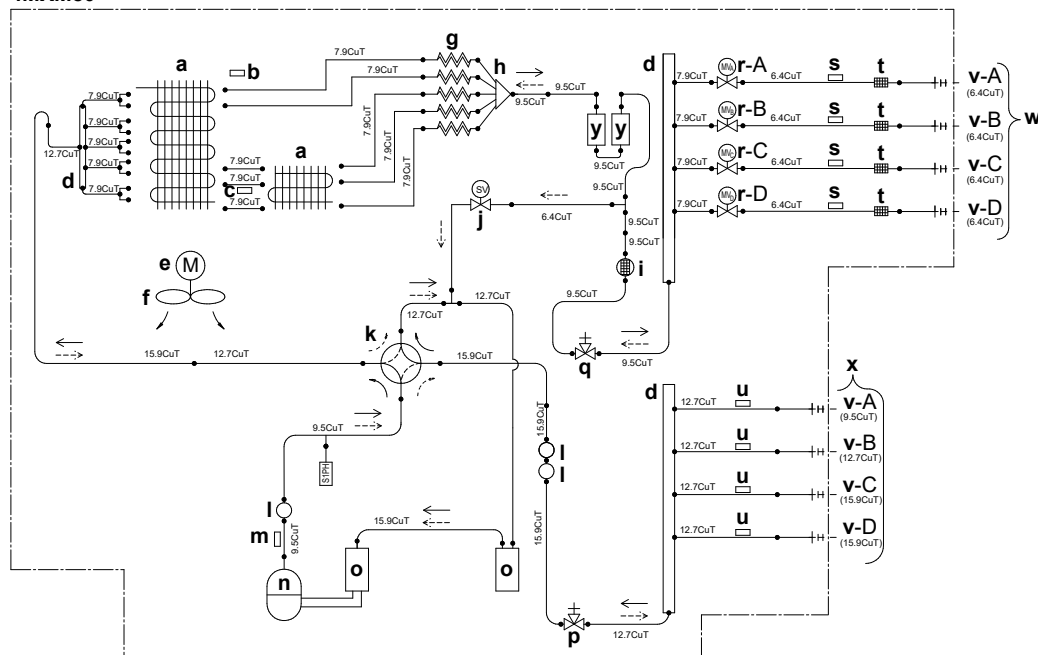 a
b
7.9CuT
7.9CuT
7.9CuT
7.9CuT
g
h
9.5CuT
9.5CuT
d
7.9CuT
MVA
r-A
6.4CuT
s
t
v-A
(6.4CuT)
7.9CuT
12.7CuT
d
7.9CuT
7.9CuT
7.9CuT
7.9CuT
c
7.9CuT
a
7.9CuT
7.9CuT
y
y
9.5CuT
7.9CuT
MVB
r-B
6.4CuT
s
t
v-B
(6.4CuT)
w
7.9CuT
MVC
r-C
6.4CuT
s
t
v-C
(6.4CuT)
7.9CuT
MVD
r-D
6.4CuT
s
t
v-D
(6.4CuT)
SV
j
6.4CuT
9.5CuT
9.5CuT
9.5CuT
i
e
M
f
9.5CuT
12.7CuT
12.7CuT
k
15.9CuT
12.7CuT
15.9CuT
q
9.5CuT
x
d
12.7CuT
u
v-A
(9.5CuT)
12.7CuT
u
v-B
(12.7CuT)
12.7CuT
u
v-C
(15.9CuT)
12.7CuT
u
v-D
(15.9CuT)
9.5CuT
S1PH
15.9CuT
l
l
l
m
9.5CuT
15.9CuT
15.9CuT
n
o
o
p
12.7CuT